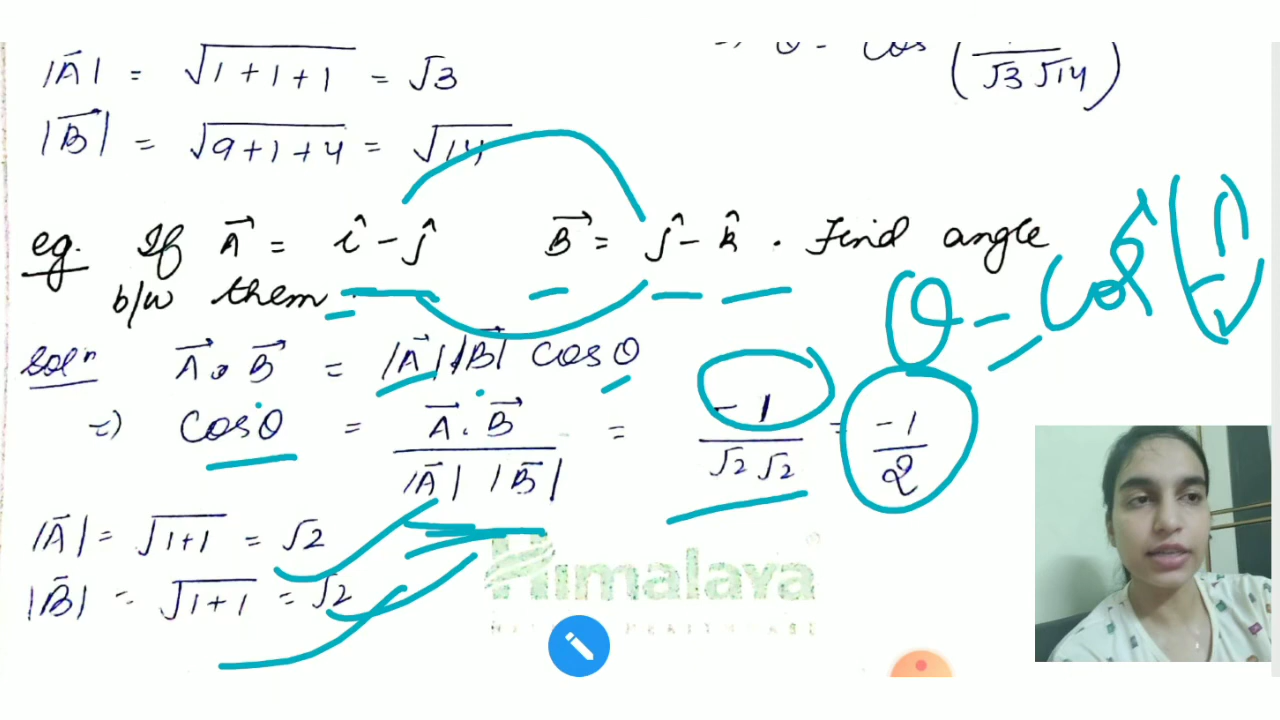 |A⃗| = √1+1+1 = √3
|B⃗| = √9+1+4 = √14
(√3 √14)
eg. If A⃗ = î - ĵ B⃗ = ĵ - k̂ . Find angle
b/w them.
Solⁿ A⃗ . B⃗ = |A⃗| |B⃗| Cos θ
=) Cos θ = A⃗ . B⃗ / |A⃗| |B⃗| = -1 / √2 √2 = -1 / 2
θ = Cos⁻¹
|A⃗| = √1+1 = √2
|B⃗| = √1+1 = √2
Himalaya